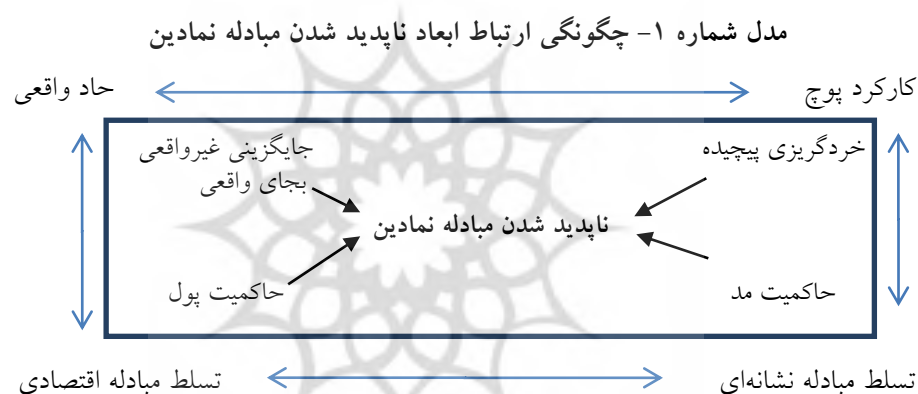 مدل شماره ۱- چگونگی ارتباط ابعاد ناپدید شدن مبادله نمادین
کارکرد پوچ
حاد واقعی
خردگریزی پیچیده
جایگزینی غیرواقعی
بجای واقعی
ناپدید شدن مبادله نمادین
حاکمیت مد
حاکمیت پول
تسلط مبادله نشانه‌ای
تسلط مبادله اقتصادی